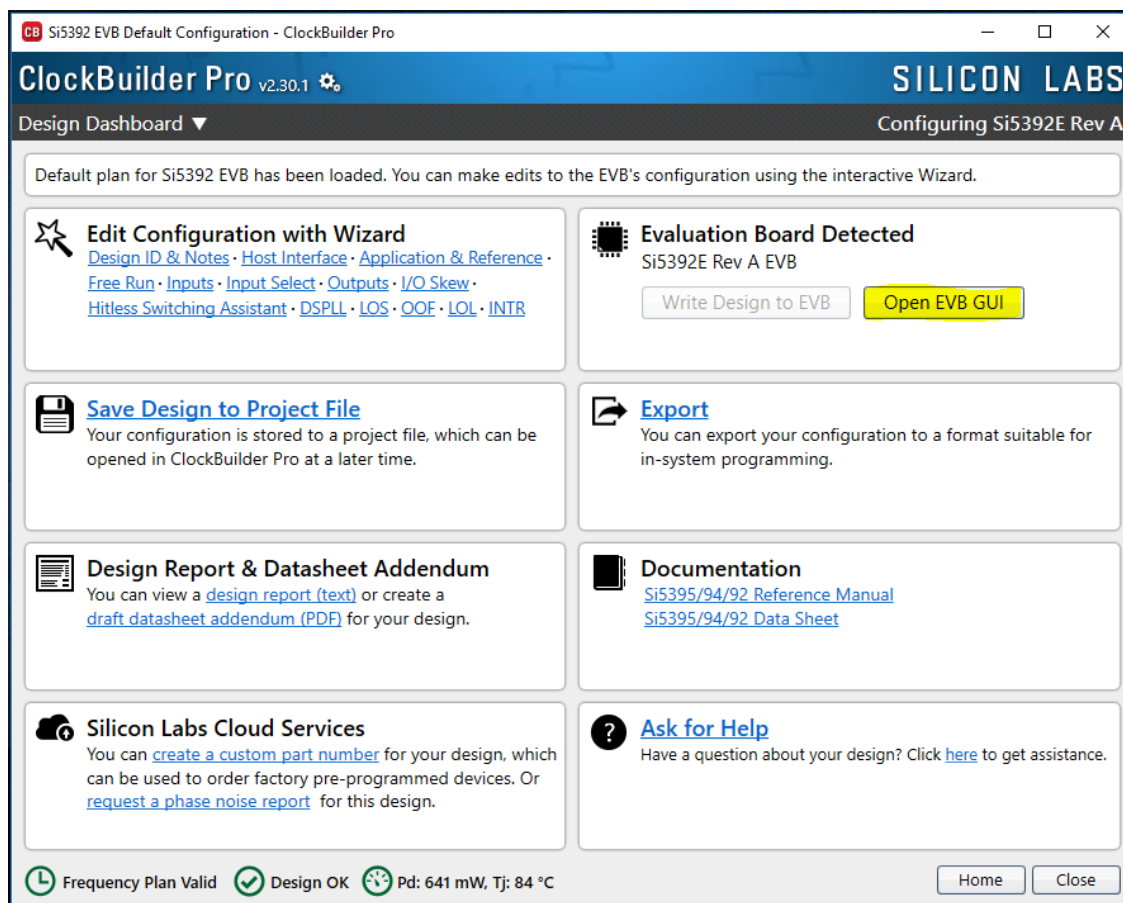 CB Si5392 EVB Default Configuration - ClockBuilder Pro
ClockBuilder Pro v2.30.1
SILICON LABS
Design Dashboard ▼
Configuring Si5392E Rev A
Default plan for Si5392 EVB has been loaded. You can make edits to the EVB's configuration using the interactive Wizard.
Edit Configuration with Wizard
Design ID & Notes · Host Interface · Application & Reference ·
Free Run · Inputs · Input Select · Outputs · I/O Skew ·
Hitless Switching Assistant · DSPLL · LOS · OOF · LOL · INTR
Evaluation Board Detected
Si5392E Rev A EVB
Write Design to EVB
Open EVB GUI
Save Design to Project File
Your configuration is stored to a project file, which can be
opened in ClockBuilder Pro at a later time.
Export
You can export your configuration to a format suitable for
in-system programming.
Design Report & Datasheet Addendum
You can view a design report (text) or create a
draft datasheet addendum (PDF) for your design.
Documentation
Si5395/94/92 Reference Manual
Si5395/94/92 Data Sheet
Silicon Labs Cloud Services
You can create a custom part number for your design, which
can be used to order factory pre-programmed devices. Or
request a phase noise report for this design.
? Ask for Help
Have a question about your design? Click here to get assistance.
Frequency Plan Valid
Design OK
Pd: 641 mW, Tj: 84 °C
Home
Close